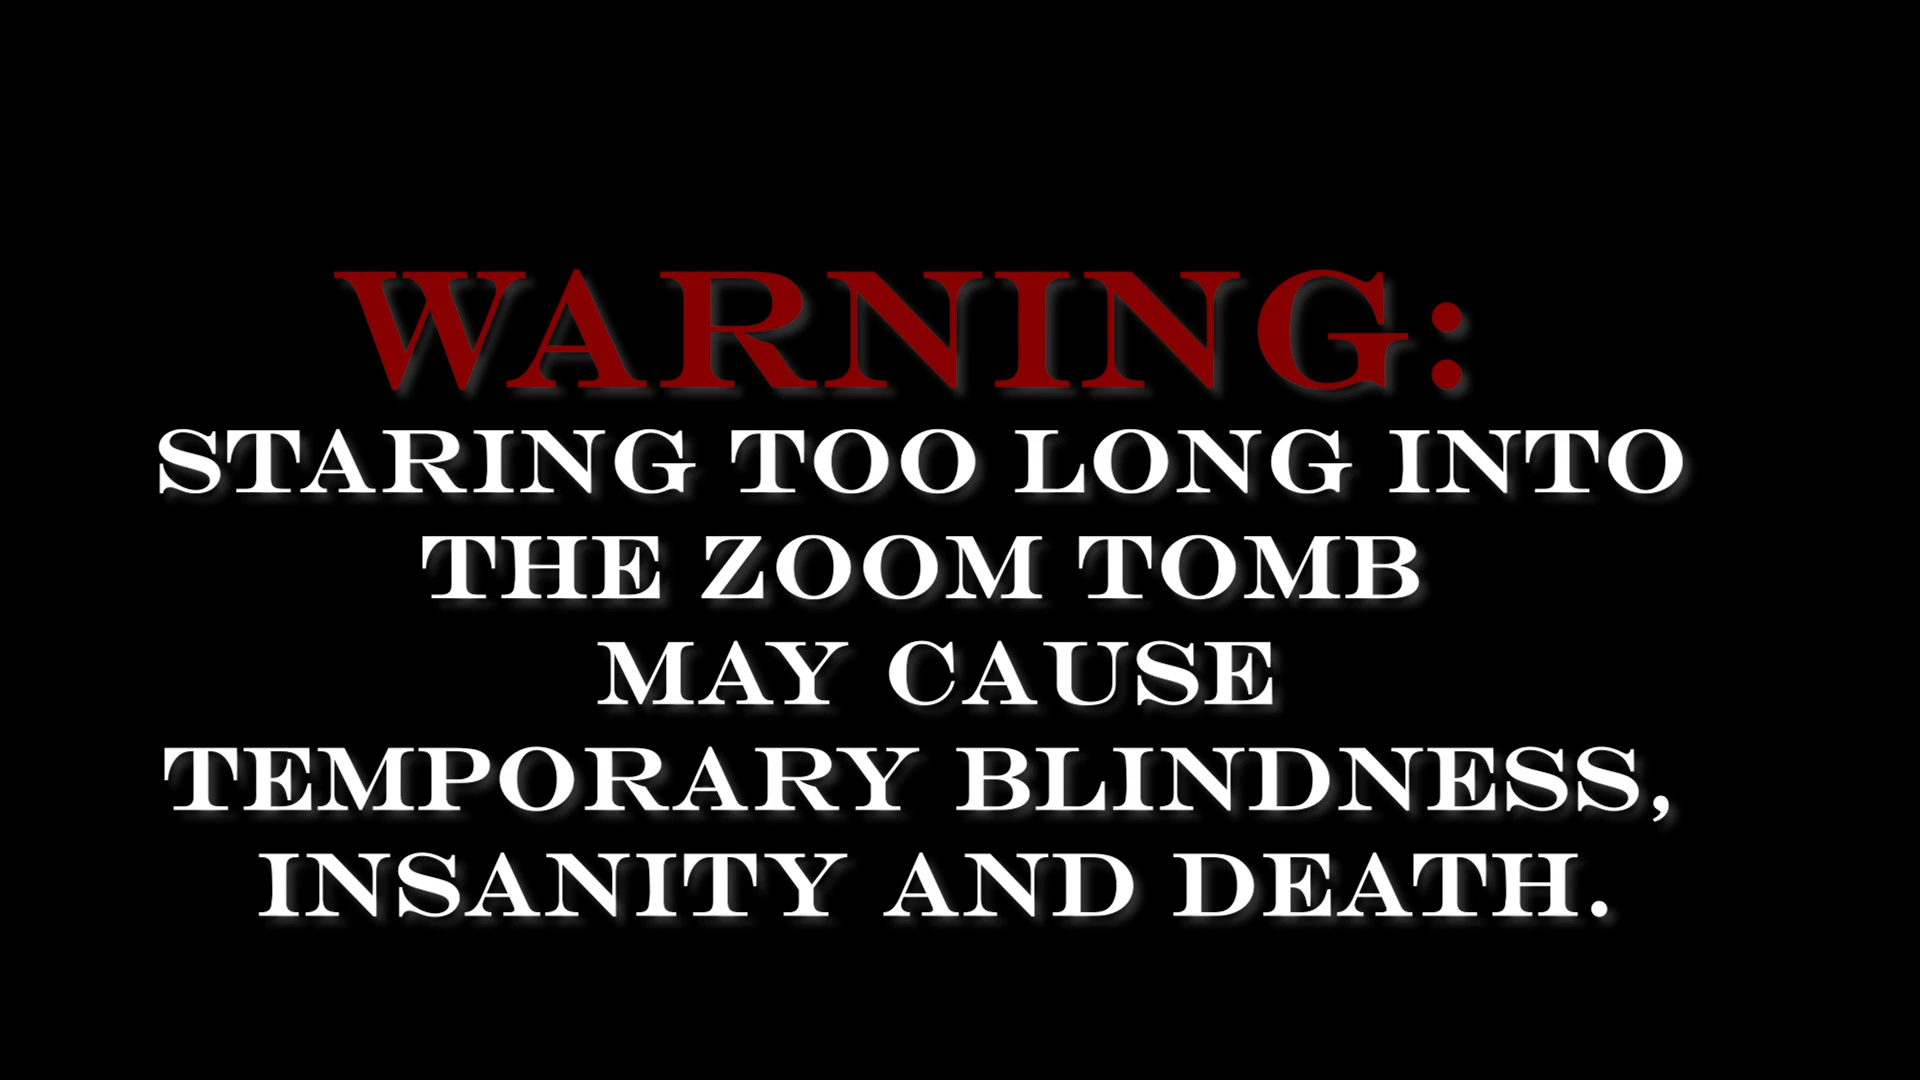 WARNING:
STARING TOO LONG INTO
THE ZOOM TOMB
MAY CAUSE
TEMPORARY BLINDNESS,
INSANITY AND DEATH.